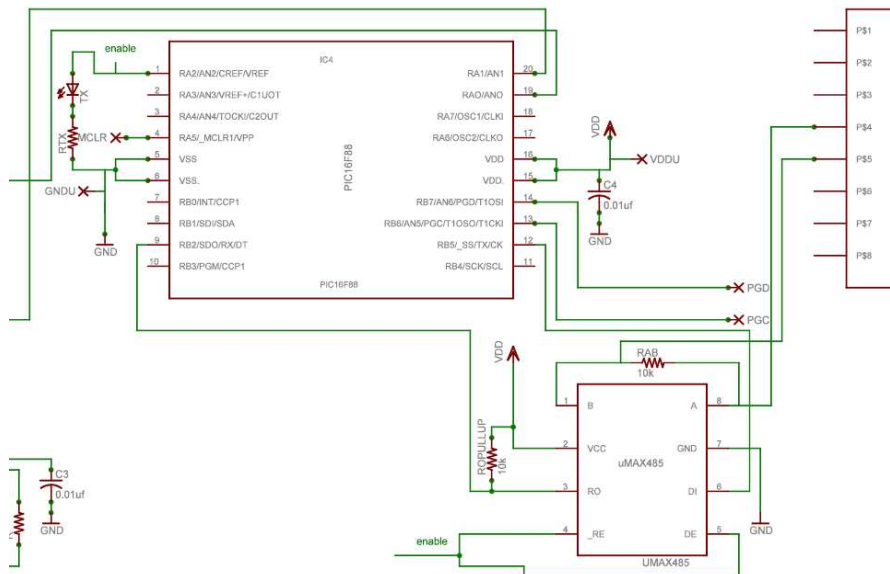 enable
TX
RTX
MCLR
GNDU
GND
IC4
PIC16F88
PIC16F88
1 RA2/AN2/CREF/VREF
2 RA3/AN3/VREF+/C1UOT
3 RA4/AN4/TOCKI/C2OUT
4 RA5/_MCLR1/VPP
5 VSS
6 VSS.
7 RB0/INT/CCP1
8 RB1/SDI/SDA
9 RB2/SDO/RX/DT
10 RB3/PGM/CCP1
RA1/AN1 20
RAO/ANO 19
RA7/OSC1/CLKI 18
RA6/OSC2/CLKO 17
VDD 16
VDD. 15
RB7/AN6/PGD/T1OSI 14
RB6/AN5/PGC/T1OSO/T1CKI 13
RB5/_SS/TX/CK 12
RB4/SCK/SCL 11
VDD
VDDU
C4
0.01uf
GND
PGD
PGC
P$1
P$2
P$3
P$4
P$5
P$6
P$7
P$8
VDD
RAB
10k
ROPULLUP
10k
1 B
2 VCC
3 RO
4 _RE
A 8
GND 7
DI 6
DE 5
uMAX485
UMAX485
GND
enable
C3
0.01uf
GND